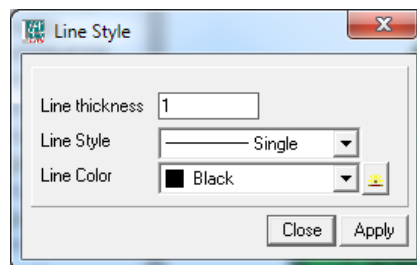 Line Style
Line thickness 1
Line Style Single
Line Color Black
Close Apply